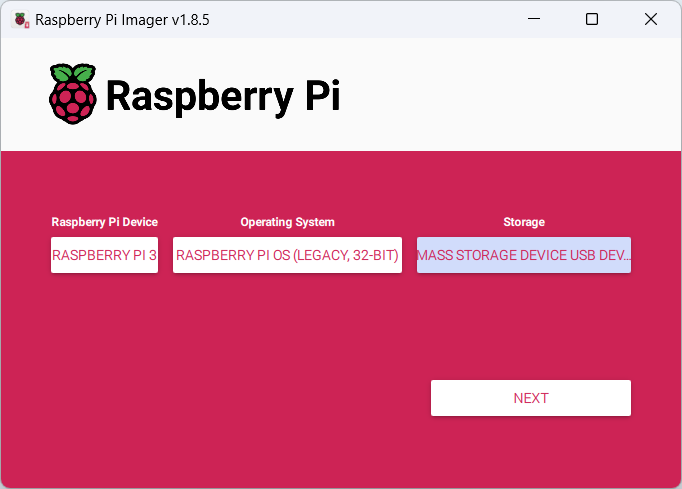 Raspberry Pi Imager v1.8.5
Raspberry Pi
Raspberry Pi Device
Operating System
Storage
RASPBERRY PI 3
RASPBERRY PI OS (LEGACY, 32-BIT)
MASS STORAGE DEVICE USB DEV...
NEXT